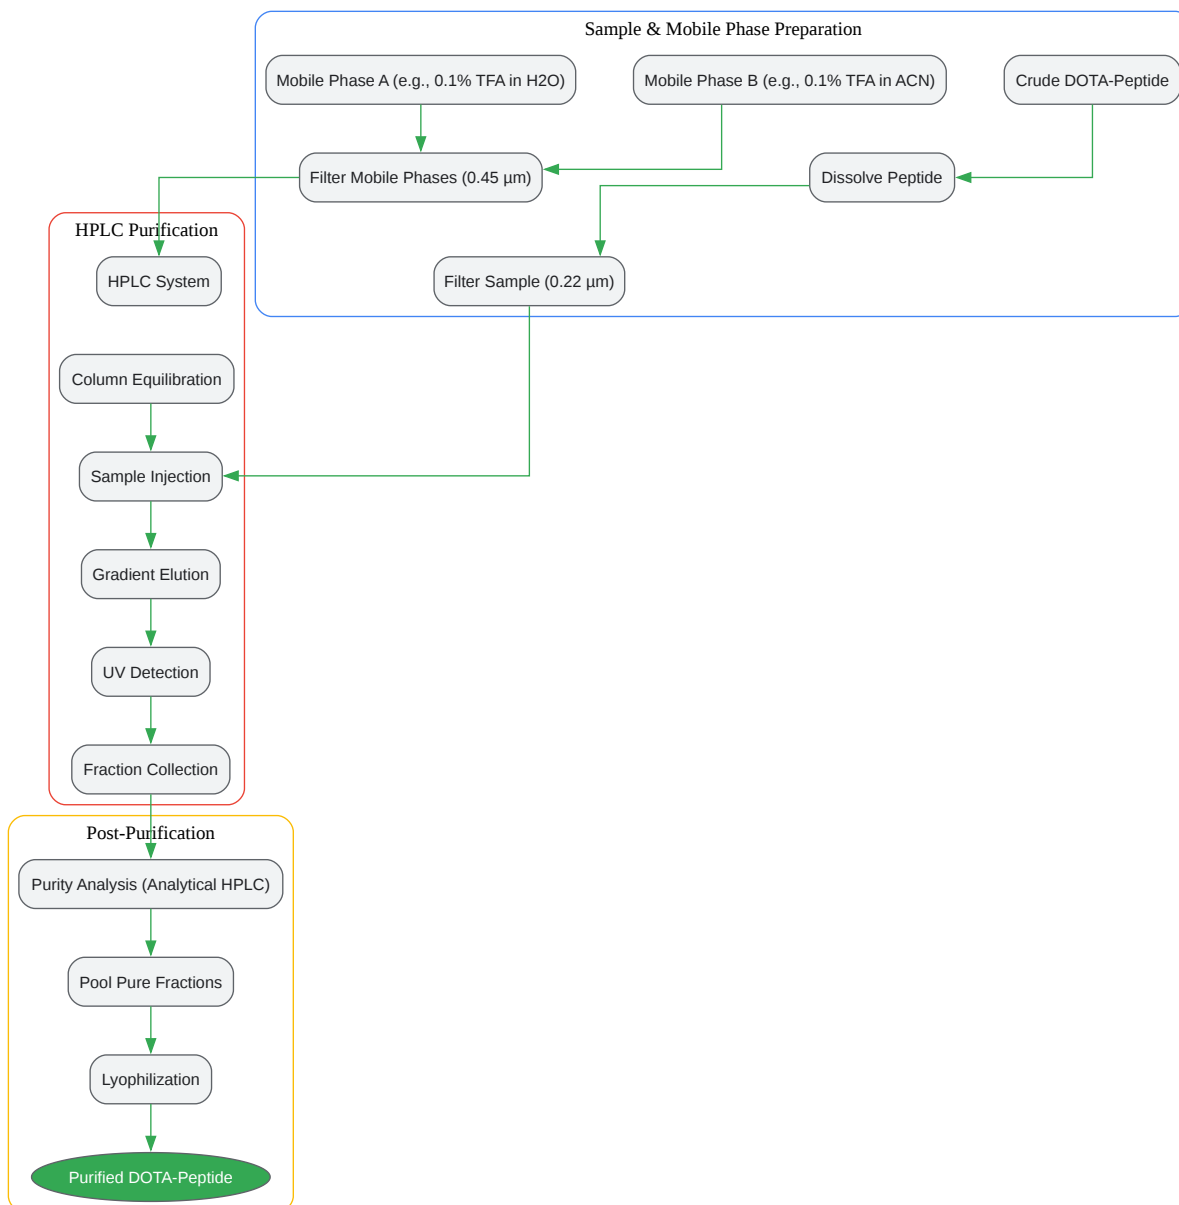 Sample & Mobile Phase Preparation
Mobile Phase A (e.g., 0.1% TFA in H2O)
Mobile Phase B (e.g., 0.1% TFA in ACN)
Crude DOTA-Peptide
Filter Mobile Phases (0.45 µm)
Dissolve Peptide
Filter Sample (0.22 µm)
HPLC Purification
HPLC System
Column Equilibration
Sample Injection
Gradient Elution
UV Detection
Fraction Collection
Post-Purification
Purity Analysis (Analytical HPLC)
Pool Pure Fractions
Lyophilization
Purified DOTA-Peptide